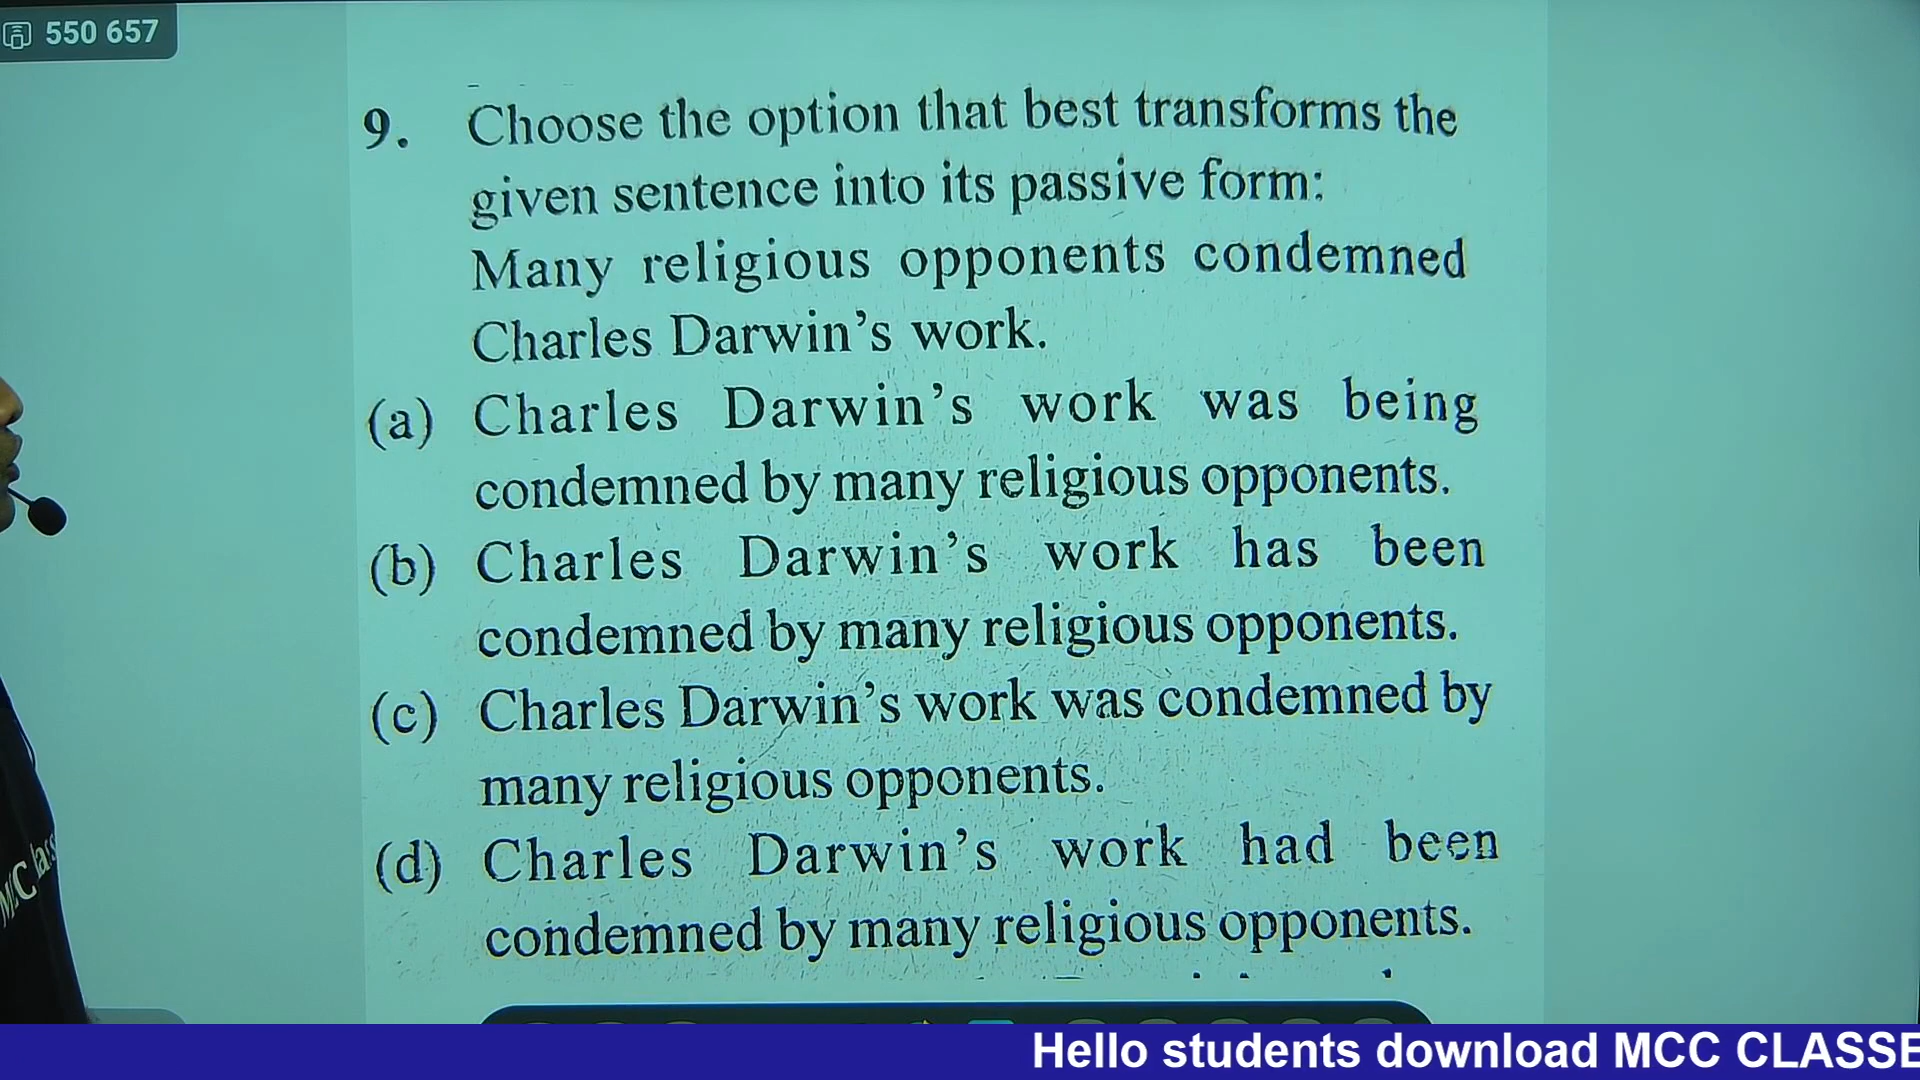 550 657
9. Choose the option that best transforms the
given sentence into its passive form:
Many religious opponents condemned
Charles Darwin's work.
(a) Charles Darwin's work was being
condemned by many religious opponents.
(b) Charles Darwin's work has been
condemned by many religious opponents.
(c) Charles Darwin's work was condemned by
many religious opponents.
(d) Charles Darwin's work had been
condemned by many religious opponents.
Hello students download MCC CLASSE